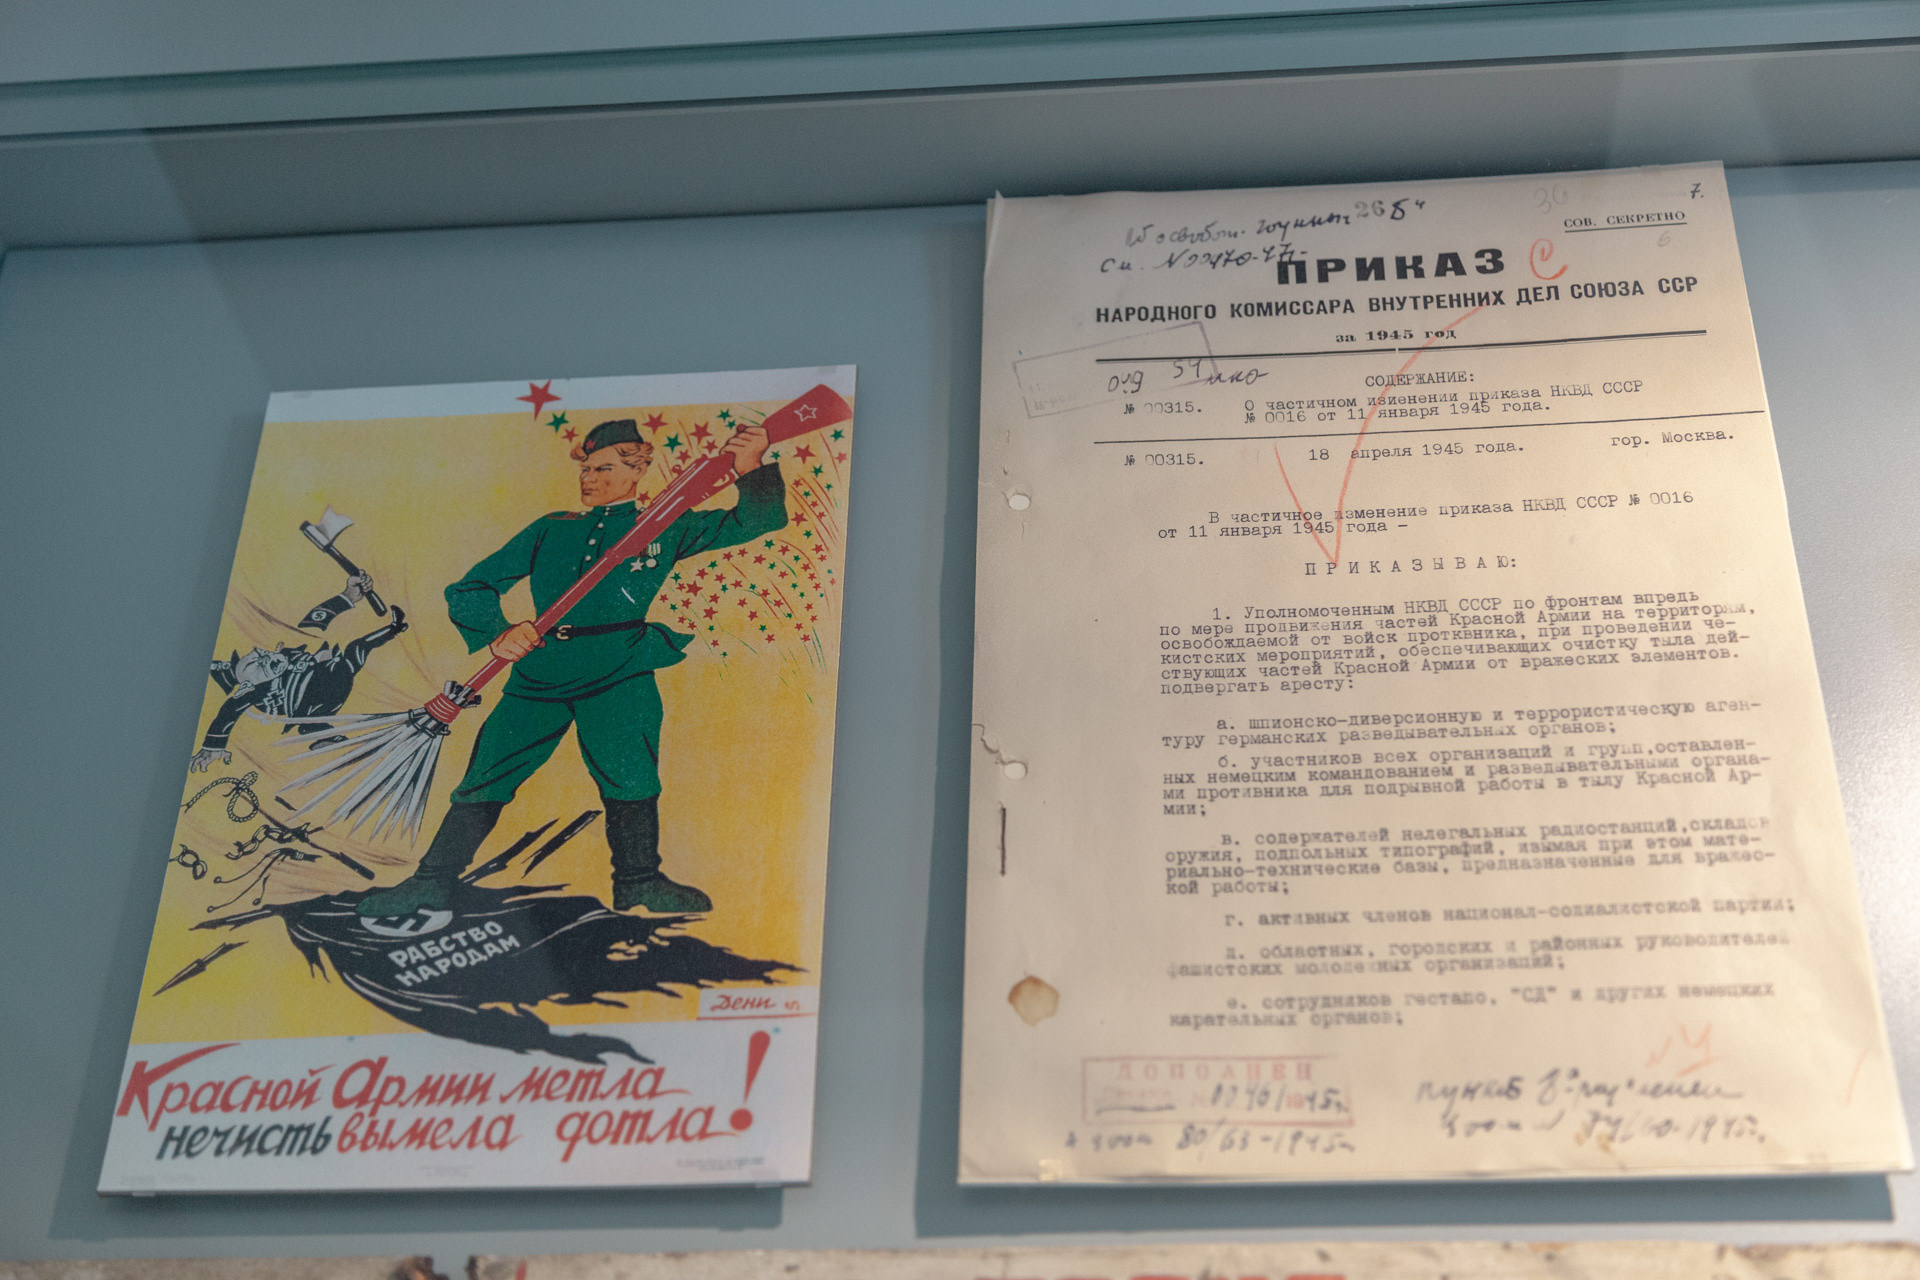 РАБСТВО
НАРОДАМ
Дени
Красной Армии метла
нечисть вымела дотла!
7.
26
СОВ. СЕКРЕТНО
См. №00470-47г-
ПРИКАЗ
НАРОДНОГО КОМИССАРА ВНУТРЕННИХ ДЕЛ СОЮЗА ССР
за 1945 год
54
СОДЕРЖАНИЕ:
№ 00315. О частичном изменении приказа НКВД СССР
№ 0016 от 11 января 1945 года.
№ 00315. 18 апреля 1945 года. гор. Москва.
В частичное изменение приказа НКВД СССР № 0016
от 11 января 1945 года –
ПРИКАЗЫВАЮ:
1. Уполномоченным НКВД СССР по фронтам впредь
по мере продвижения частей Красной Армии на территории,
освобождаемой от войск противника, при проведении че-
кистских мероприятий, обеспечивающих очистку тыла дей-
ствующих частей Красной Армии от вражеских элементов.
подвергать аресту:
а. шпионско-диверсионную и террористическую аген-
туру германских разведывательных органов;
б. участников всех организаций и групп,оставлен-
ных немецким командованием и разведывательными органа-
ми противника для подрывной работы в тылу Красной Ар-
мии;
в. содержателей нелегальных радиостанций,складов
оружия, подпольных типографий, изымая при этом мате-
риально-технические базы, предназначенные для вражес-
кой работы;
г. активных членов национал-социалистской партии;
д. областных, городских и районных руководителей
фашистских молодежных организаций;
е. сотрудников гестапо, "СД" и других немецких
карательных органов;
ДОПОЛНЕН